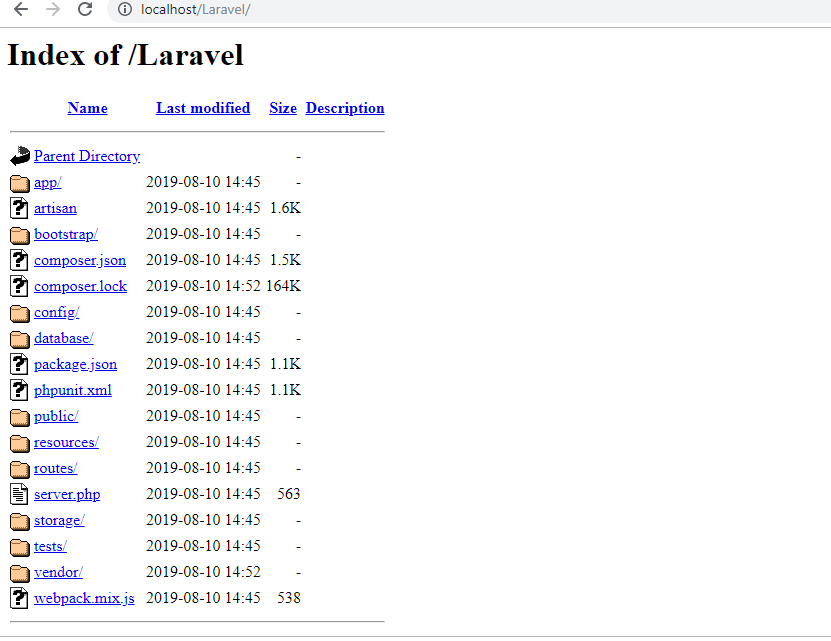 localhost/Laravel/
Index of /Laravel
Name Last modified Size Description
Parent Directory -
app/ 2019-08-10 14:45 -
artisan 2019-08-10 14:45 1.6K
bootstrap/ 2019-08-10 14:45 -
composer.json 2019-08-10 14:45 1.5K
composer.lock 2019-08-10 14:52 164K
config/ 2019-08-10 14:45 -
database/ 2019-08-10 14:45 -
package.json 2019-08-10 14:45 1.1K
phpunit.xml 2019-08-10 14:45 1.1K
public/ 2019-08-10 14:45 -
resources/ 2019-08-10 14:45 -
routes/ 2019-08-10 14:45 -
server.php 2019-08-10 14:45 563
storage/ 2019-08-10 14:45 -
tests/ 2019-08-10 14:45 -
vendor/ 2019-08-10 14:52 -
webpack.mix.js 2019-08-10 14:45 538